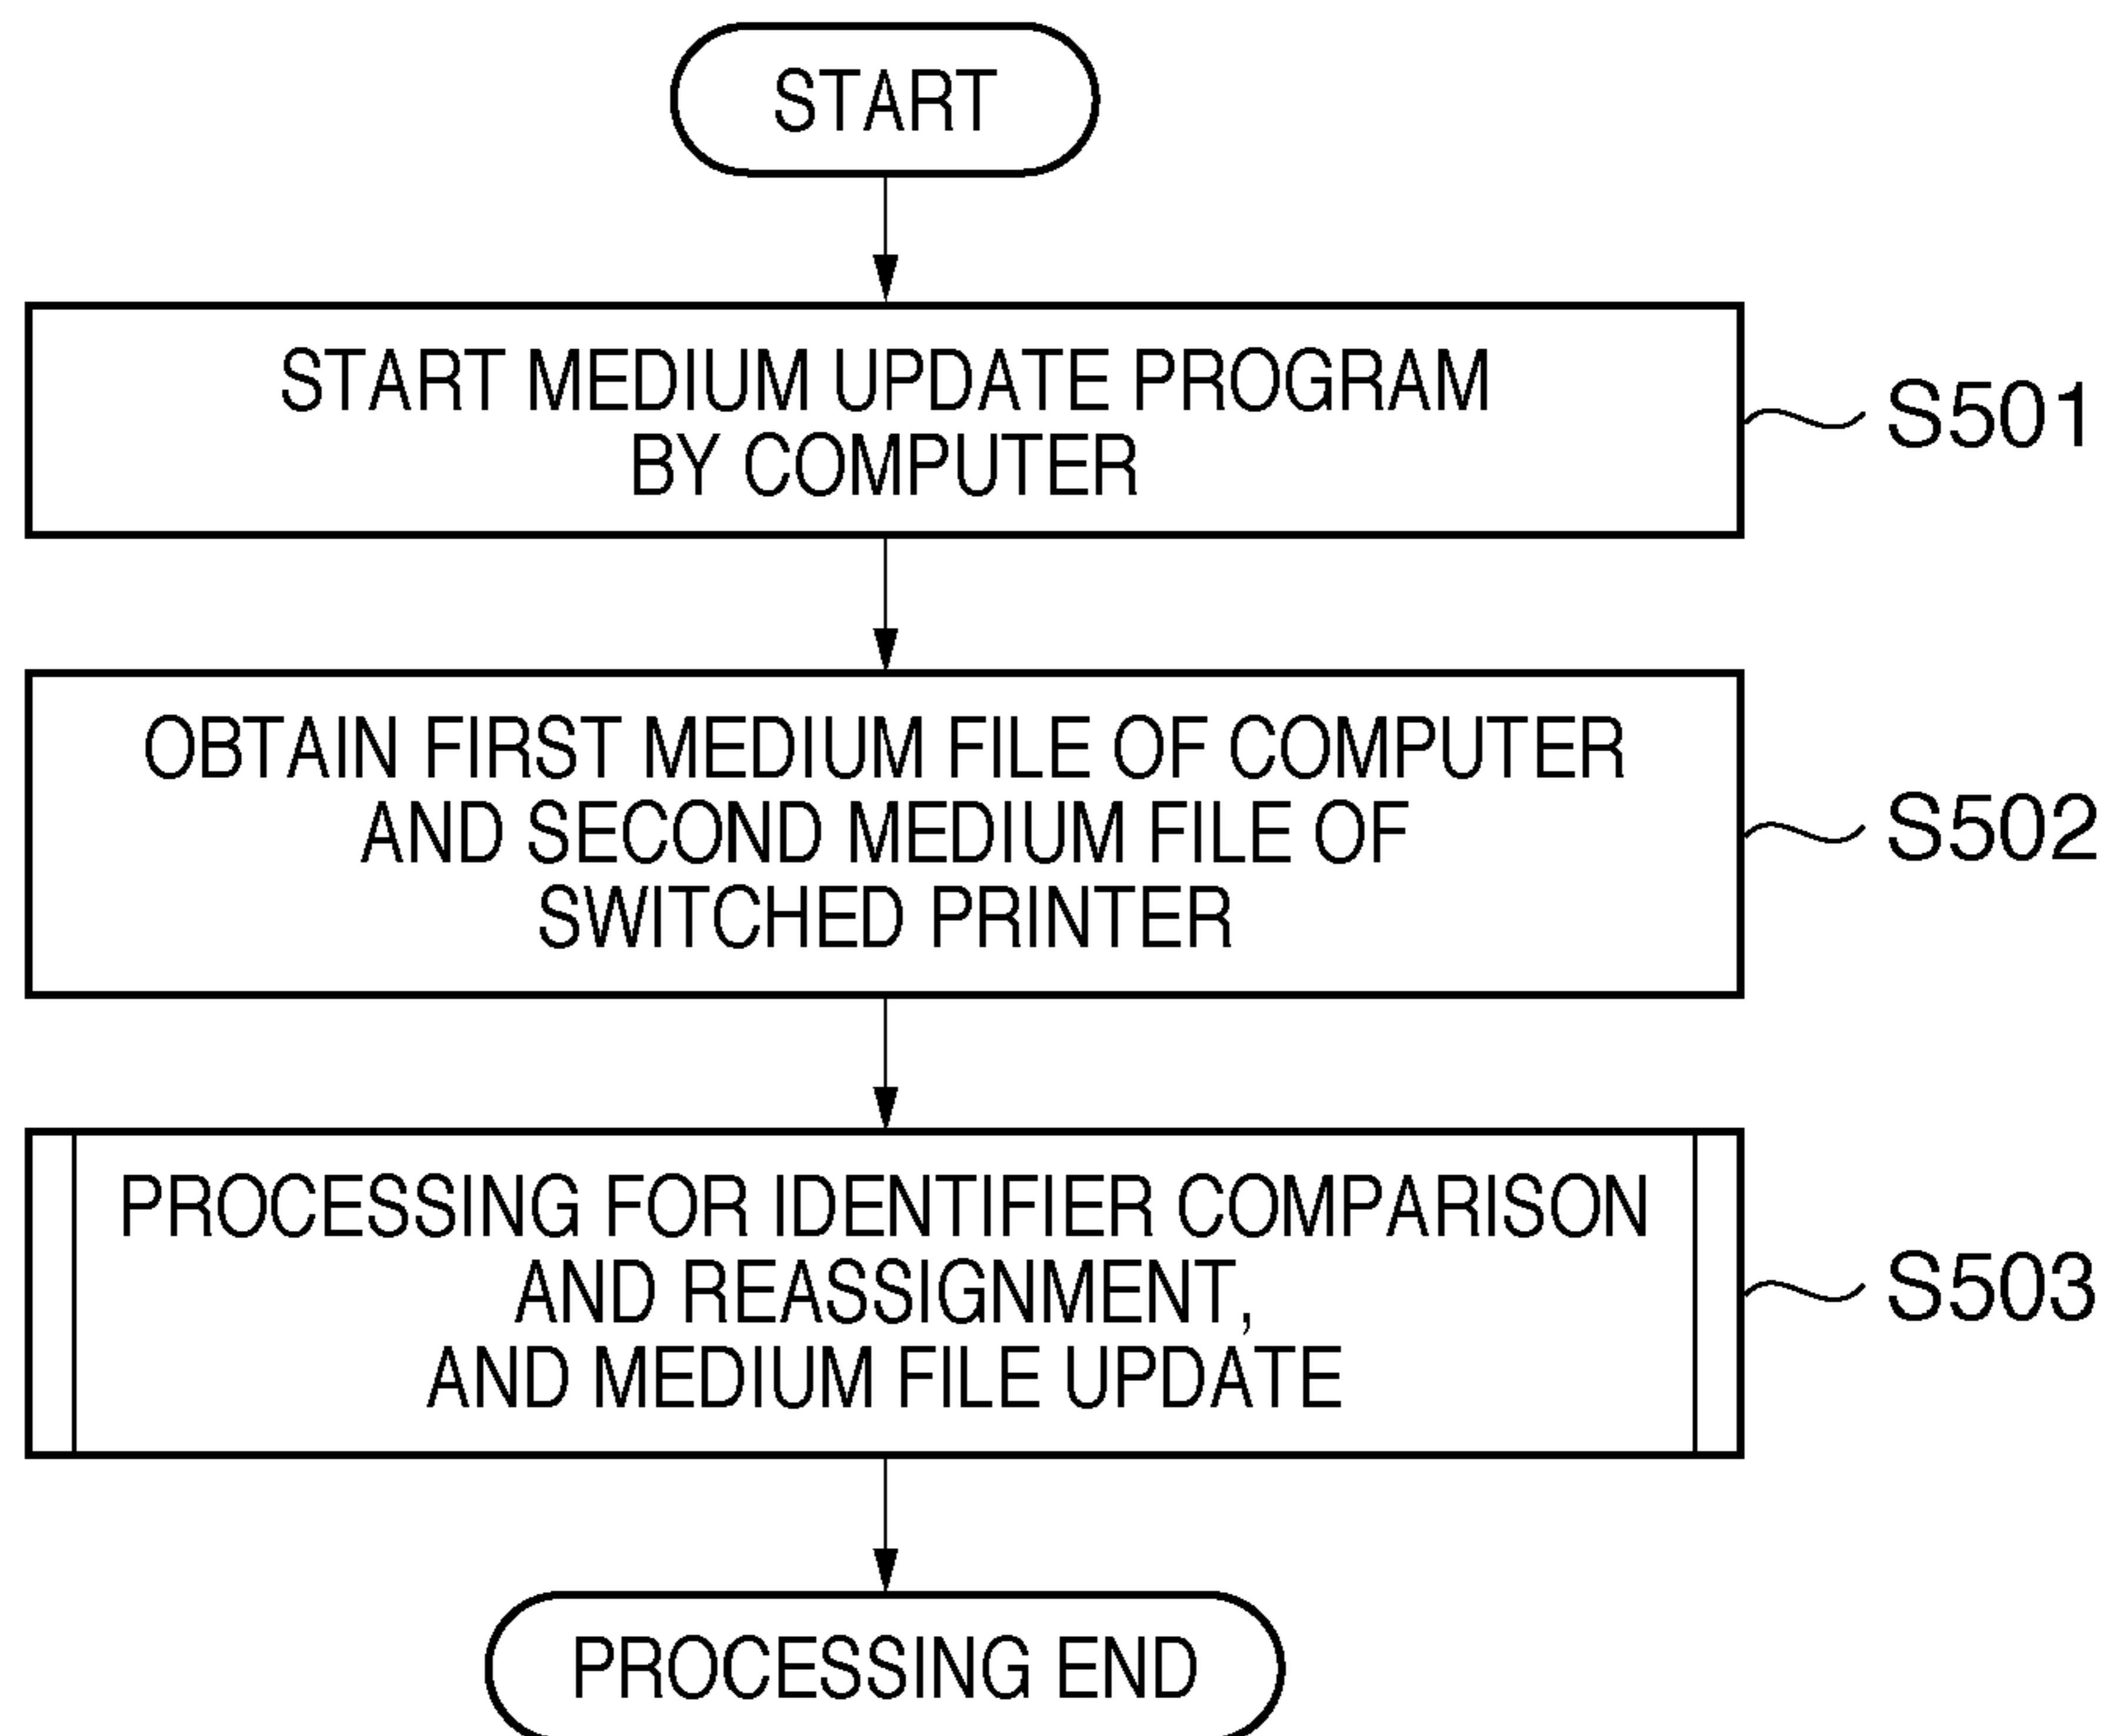 START
START MEDIUM UPDATE PROGRAM
BY COMPUTER
S501
OBTAIN FIRST MEDIUM FILE OF COMPUTER
AND SECOND MEDIUM FILE OF
SWITCHED PRINTER
S502
PROCESSING FOR IDENTIFIER COMPARISON
AND REASSIGNMENT,
AND MEDIUM FILE UPDATE
S503
PROCESSING END